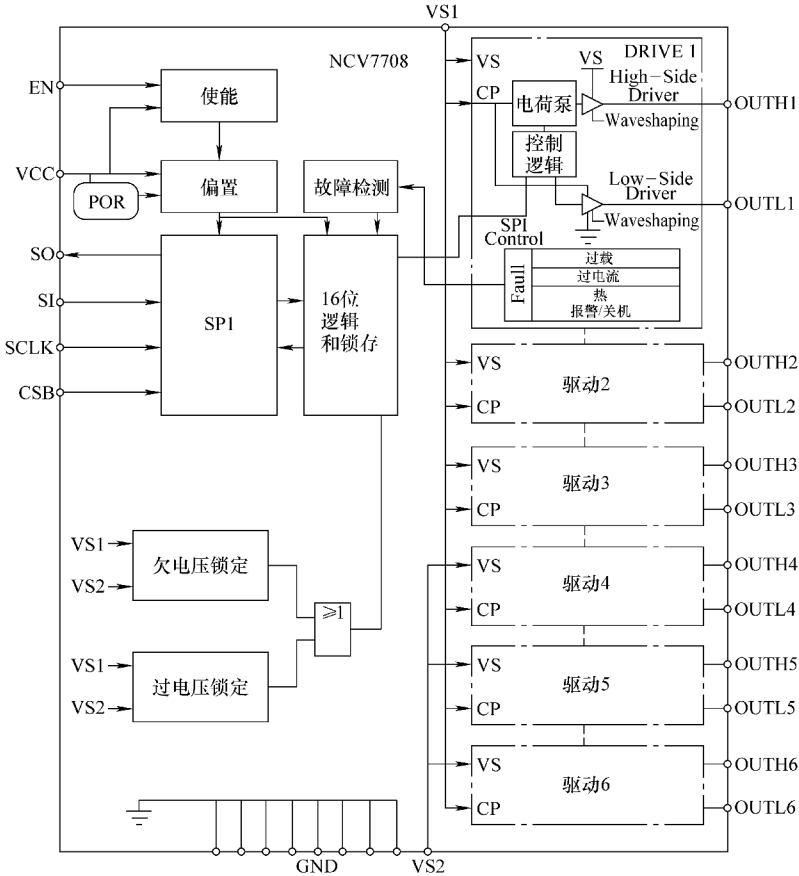 VS1
NCV7708
EN
使能
VCC
POR
偏置
故障检测
SO
SI
SCLK
CSB
SP1
16位
逻辑
和锁存
DRIVE 1
VS
VS
High-Side
Driver
CP
电荷泵
OUTH1
Waveshaping
控制
逻辑
Low-Side
Driver
OUTL1
Waveshaping
SPI
Control
Faull
过载
过电流
热
报警/关机
VS
驱动2
CP
OUTH2
OUTL2
VS
驱动3
CP
OUTH3
OUTL3
VS
驱动4
CP
OUTH4
OUTL4
VS
驱动5
CP
OUTH5
OUTL5
VS
驱动6
CP
OUTH6
OUTL6
VS1
VS2
欠电压锁定
≥1
VS1
VS2
过电压锁定
GND
VS2